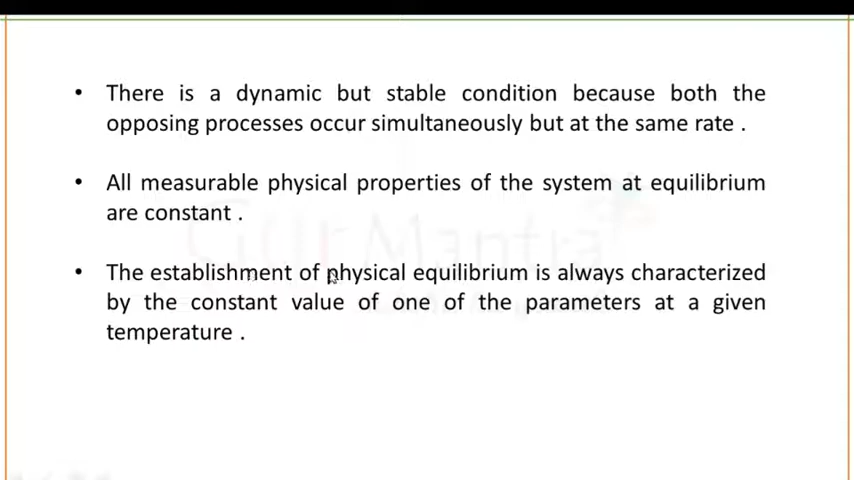 • There is a dynamic but stable condition because both the
opposing processes occur simultaneously but at the same rate .
• All measurable physical properties of the system at equilibrium
are constant .
• The establishment of physical equilibrium is always characterized
by the constant value of one of the parameters at a given
temperature .
Gur Mantra